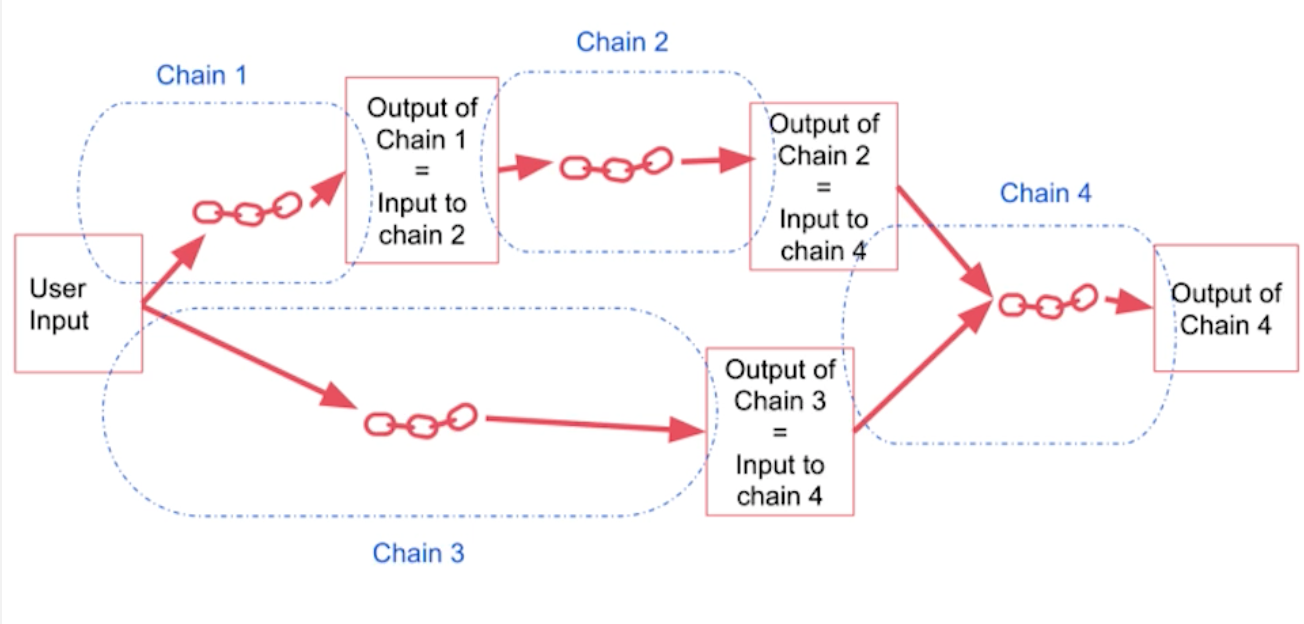 Chain 1
Chain 2
Output of
Chain 1
=
Input to
chain 2
Output of
Chain 2
=
Input to
chain 4
Chain 4
User
Input
Output of
Chain 4
Output of
Chain 3
=
Input to
chain 4
Chain 3